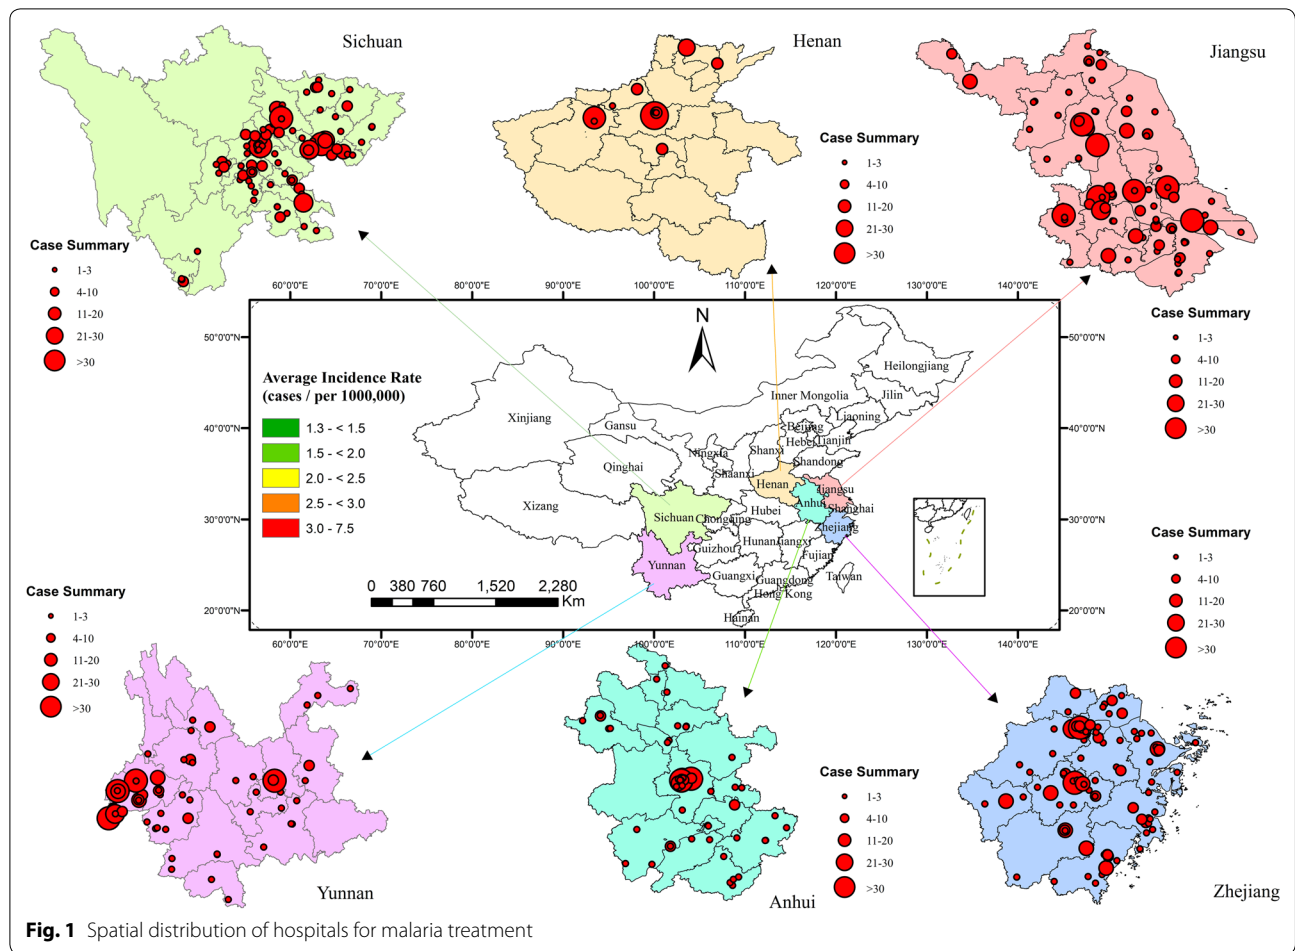 Sichuan
Henan
Jiangsu
Case Summary
1-3
4-10
11-20
21-30
>30
Case Summary
1-3
4-10
11-20
21-30
>30
Case Summary
1-3
4-10
11-20
21-30
>30
60°0'0"E
70°0'0"E
80°0'0"E
90°0'0"E
100°0'0"E
110°0'0"E
120°0'0"E
130°0'0"E
140°0'0"E
50°0'0"N
40°0'0"N
30°0'0"N
20°0'0"N
50°0'0"N
40°0'0"N
30°0'0"N
20°0'0"N
N
Average Incidence Rate
(cases / per 1000,000)
1.3 - < 1.5
1.5 - < 2.0
2.0 - < 2.5
2.5 - < 3.0
3.0 - 7.5
Heilongjiang
Jilin
Inner Mongolia
Liaoning
Xinjiang
Gansu
Beijing
Hebei
Tianjin
Ningxia
Shanxi
Shandong
Qinghai
Shaanxi
Henan
Jiangsu
Xizang
Anhui
Shanghai
Hubei
Sichuan
Chongqing
Zhejiang
Hunan
Jiangxi
Guizhou
Fujian
Yunnan
Guangxi
Guangdong
Taiwan
Hong Kong
Hainan
0 380 760 1,520 2,280
Km
60°0'0"E
70°0'0"E
80°0'0"E
90°0'0"E
100°0'0"E
110°0'0"E
120°0'0"E
130°0'0"E
140°0'0"E
Case Summary
1-3
4-10
11-20
21-30
>30
Case Summary
1-3
4-10
11-20
21-30
>30
Case Summary
1-3
4-10
11-20
21-30
>30
Yunnan
Anhui
Zhejiang
Fig. 1 Spatial distribution of hospitals for malaria treatment